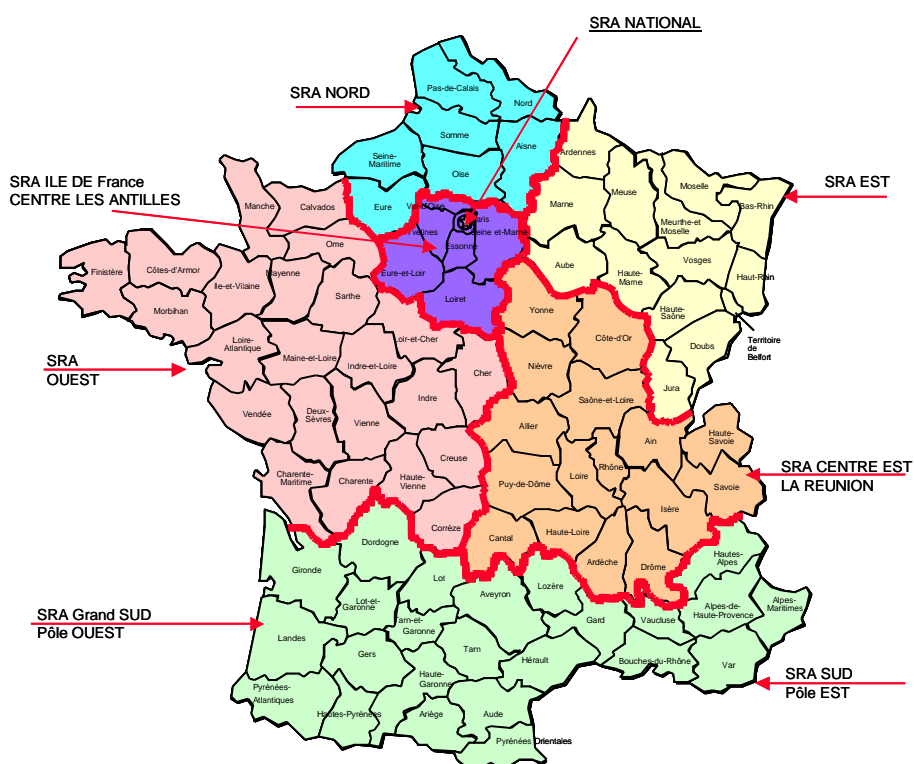 SRA NATIONAL
SRA NORD
Pas-de-Calais
Nord
Somme
Aisne
Seine-
Maritime
Oise
Eure
Ardennes
SRA ILE DE France
CENTRE LES ANTILLES
SRA EST
Meuse
Moselle
Bas-Rhin
Marne
Meurthe et
Moselle
Manche
Calvados
Seine et Marne
Essonne
Orne
Vosges
Aube
Haute-
Marne
Haut-Rhin
Eure-et-Loir
Loiret
Finistère
Côtes-d'Armor
Ile-et-Vilaine
Mayenne
Sarthe
Morbihan
Yonne
Côte-d'Or
Haute-
Saône
Doubs
Territoire
de
Belfort
Loire-
Atlantique
Maine-et-Loire
Loir-et-Cher
Indre-et-Loire
Cher
Nièvre
Jura
SRA
OUEST
Indre
Saône-et-Loire
Vendée
Deux-
Sèvres
Vienne
Allier
Ain
Haute-
Savoie
Creuse
Charente-
Maritime
Charente
Haute-
Vienne
Puy-de-Dôme
Loire
Rhône
Savoie
SRA CENTRE EST
LA REUNION
Isère
Corrèze
Cantal
Haute-Loire
Ardèche
Drôme
Hautes-
Alpes
Dordogne
Gironde
Lot
Lozère
Aveyron
Lot-et-
Garonne
Tarn-et-
Garonne
Gard
Vaucluse
Alpes-de-
Haute-Provence
Alpes-
Maritimes
SRA Grand SUD
Pôle OUEST
Landes
Gers
Tarn
Hérault
Bouches-du-Rhône
Var
SRA SUD
Pôle EST
Haute-
Garonne
Pyrénées-
Atlantiques
Hautes-Pyrénées
Ariège
Aude
Pyrénées Orientales